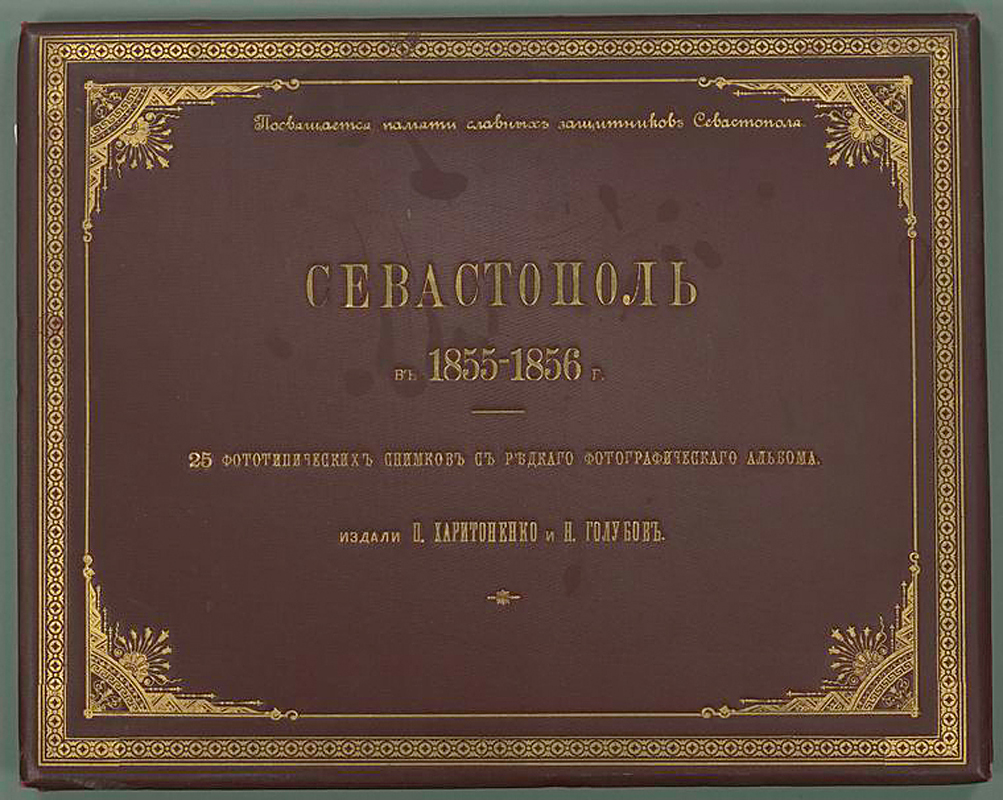 Посвящается памяти славныхъ защитниковъ Севастополя.
СЕВАСТОПОЛЬ
въ 1855-1856 г.
25 ФОТОТИПИЧЕСКИХЪ СНИМКОВЪ СЪ РѢДКАГО ФОТОГРАФИЧЕСКАГО АЛЬБОМА.
ИЗДАЛИ П. ХАРИТОНЕНКО И Н. ГОЛУБОВЪ.